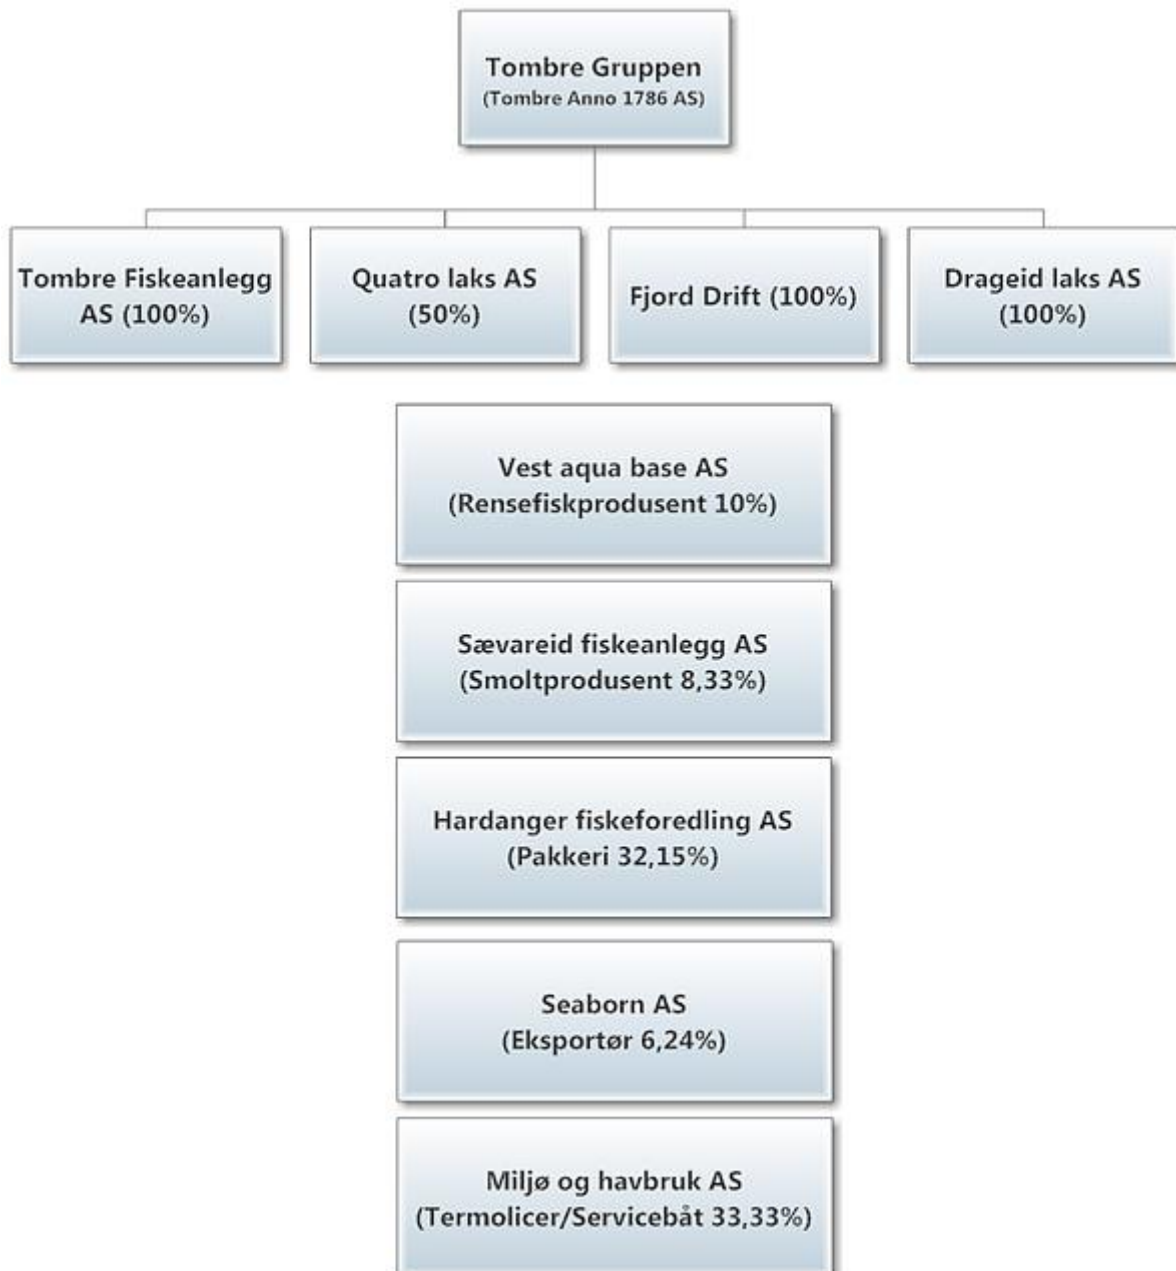 Tombre Gruppen
(Tombre Anno 1786 AS)
Tombre Fiskeanlegg
AS (100%)
Quatro laks AS
(50%)
Fjord Drift (100%)
Drageid laks AS
(100%)
Vest aqua base AS
(Rensefiskprodusent 10%)
Sævareid fiskeanlegg AS
(Smoltprodusent 8,33%)
Hardanger fiskeforedling AS
(Pakkeri 32,15%)
Seaborn AS
(Eksportør 6,24%)
Miljø og havbruk AS
(Termolicer/Servicebåt 33,33%)